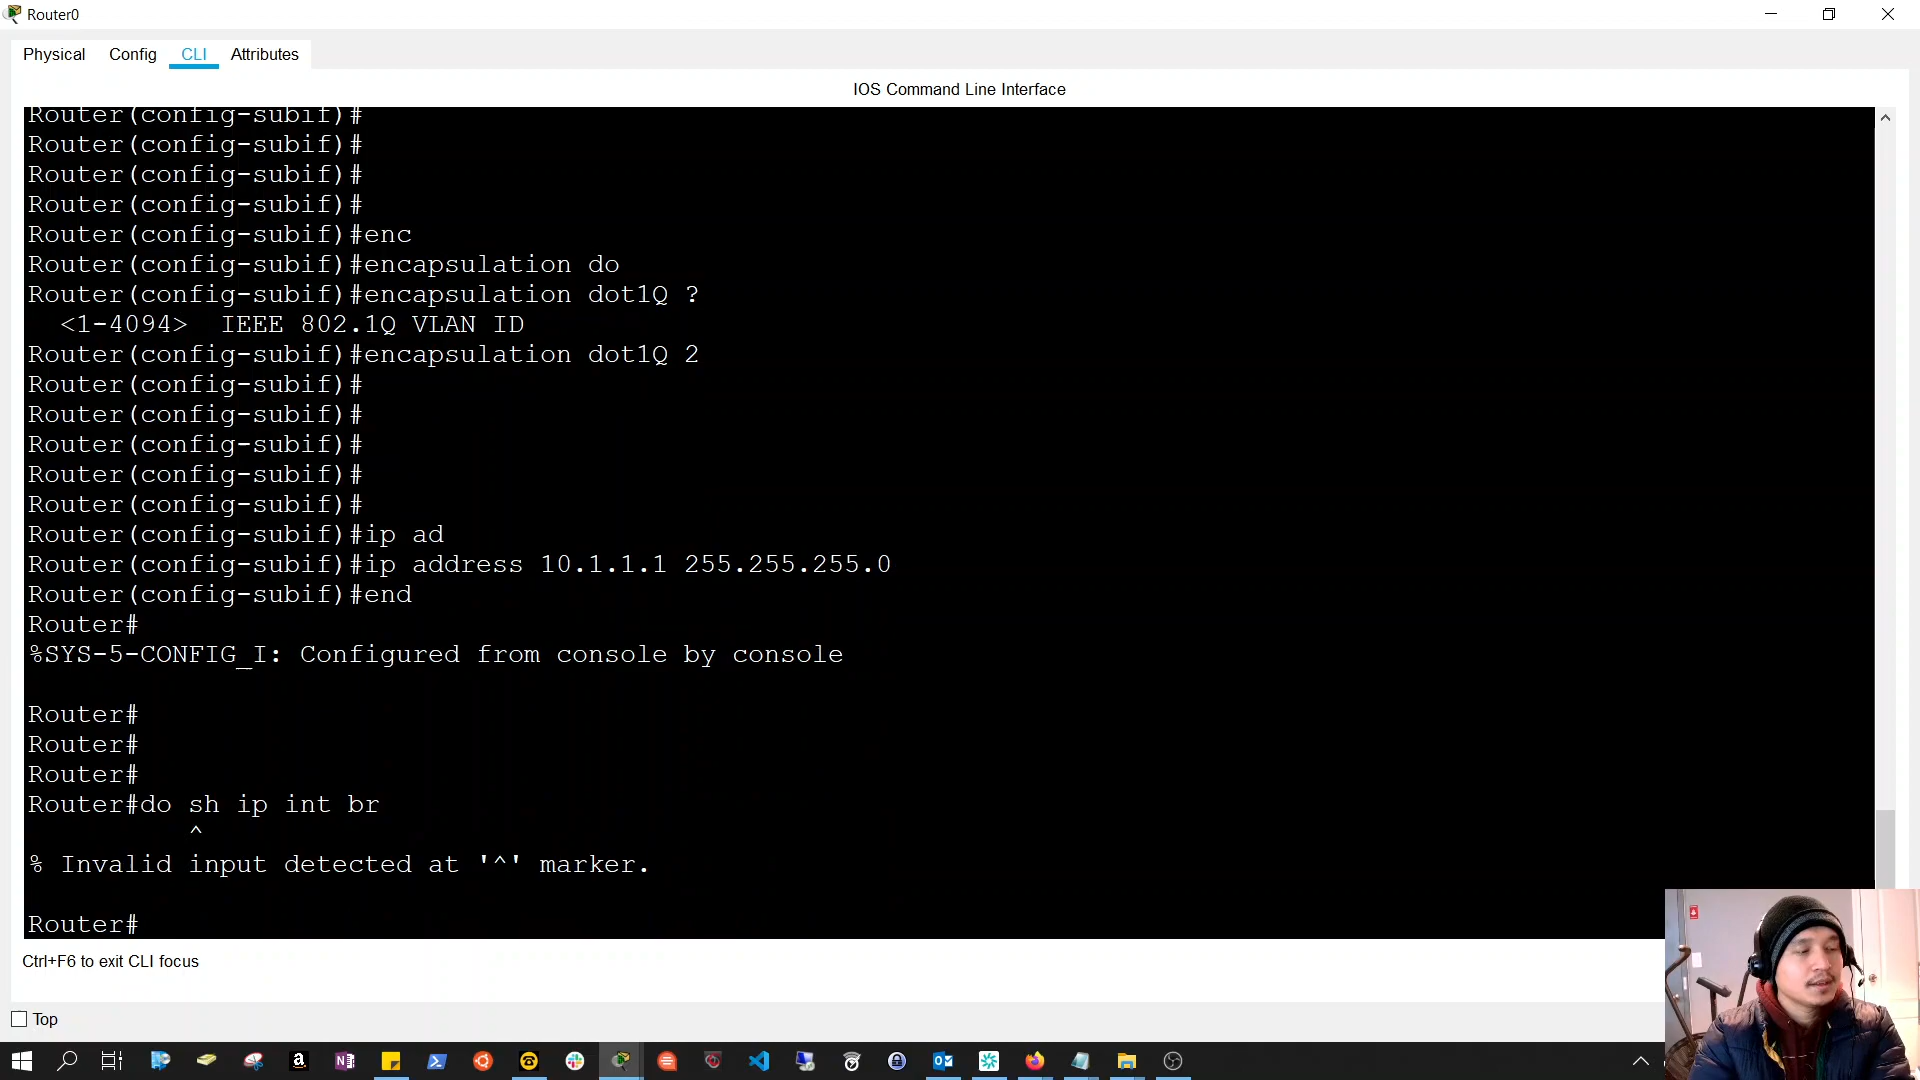 Router0
Physical Config CLI Attributes
IOS Command Line Interface
Router(config-subif)#
Router(config-subif)#
Router(config-subif)#
Router(config-subif)#
Router(config-subif)#enc
Router(config-subif)#encapsulation do
Router(config-subif)#encapsulation dot1Q ?
<1-4094> IEEE 802.1Q VLAN ID
Router(config-subif)#encapsulation dot1Q 2
Router(config-subif)#
Router(config-subif)#
Router(config-subif)#
Router(config-subif)#
Router(config-subif)#
Router(config-subif)#ip ad
Router(config-subif)#ip address 10.1.1.1 255.255.255.0
Router(config-subif)#end
Router#
%SYS-5-CONFIG_I: Configured from console by console
Router#
Router#
Router#
Router#do sh ip int br
^
% Invalid input detected at '^' marker.
Router#
Ctrl+F6 to exit CLI focus
Top